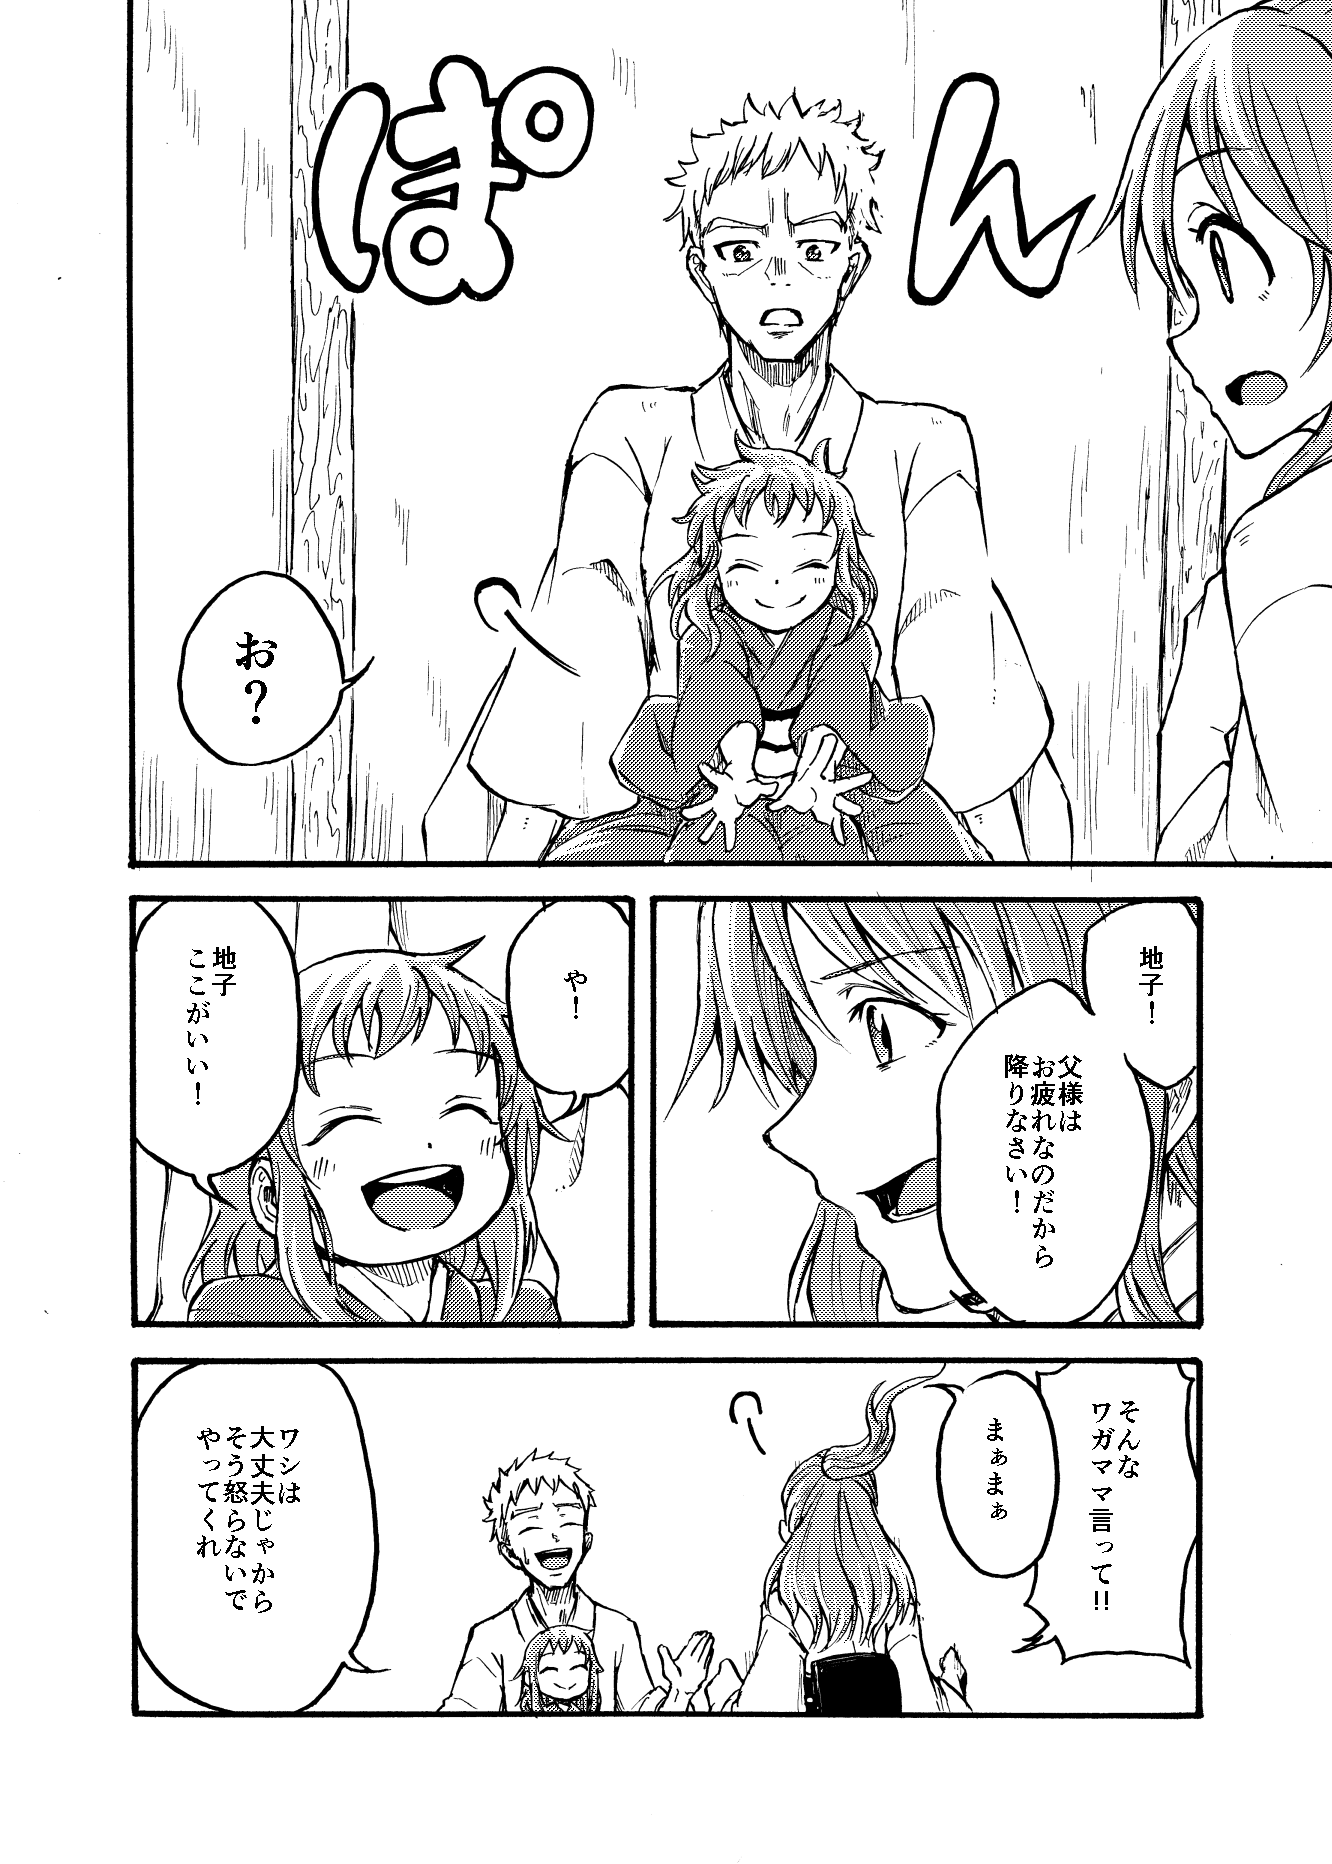 ぱん
お？
地子！
父様は
お疲れなのだから
降りなさい！
や！
地子
ここがいい！
そんな
ワガママ言って!!
まぁまぁ
ワシは
大丈夫じゃから
そう怒らないで
やってくれ